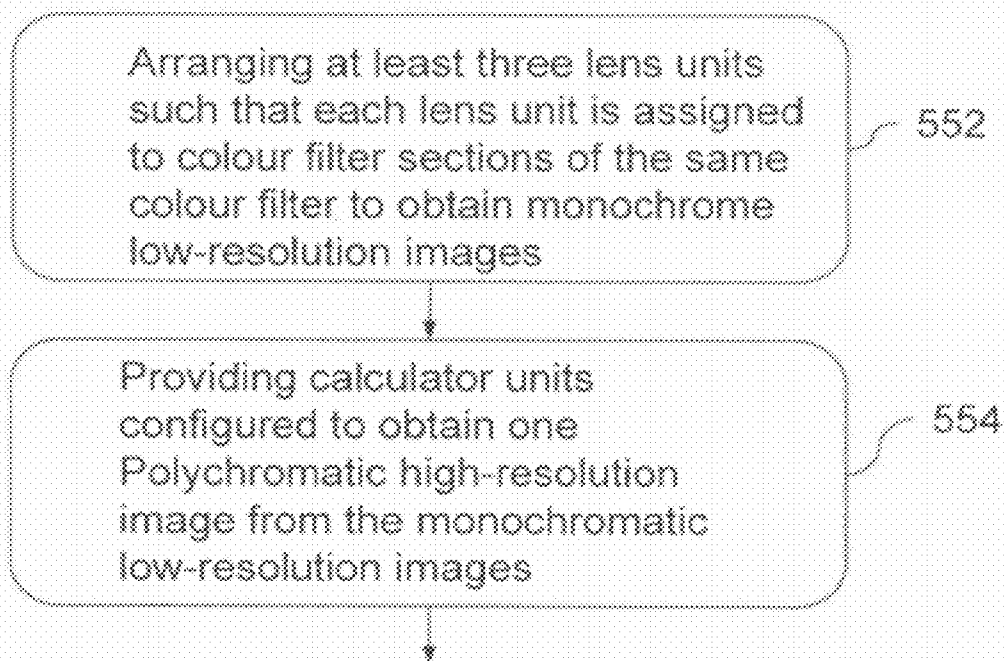 Arranging at least three lens units
such that each lens unit is assigned
to colour filter sections of the same
colour filter to obtain monochrome
low-resolution images
552
Providing calculator units
configured to obtain one
Polychromatic high-resolution
image from the monochromatic
low-resolution images
554